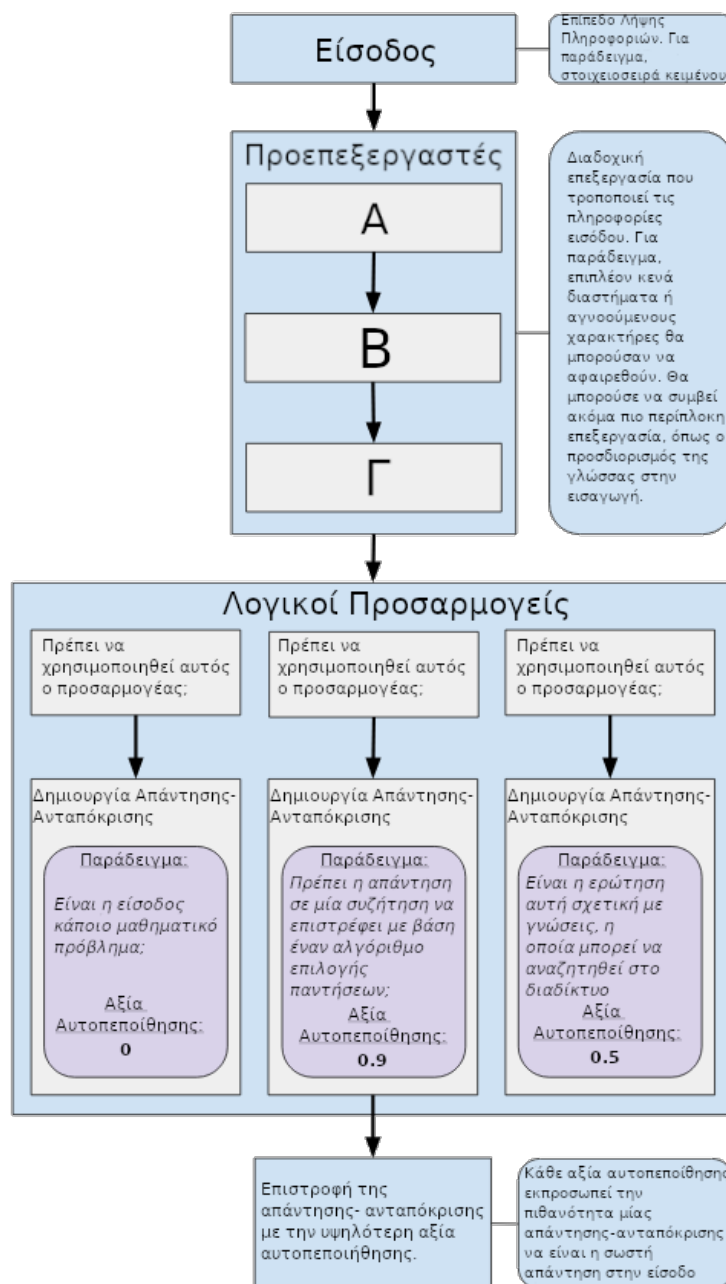 Είσοδος
Επίπεδο Λήψης
Πληροφοριών. Για
παράδειγμα,
στοιχειοσειρά κειμένου
Προεπεξεργαστές
Α
Β
Γ
Διαδοχική
επεξεργασία που
τροποποιεί τις
πληροφορίες
εισόδου. Για
παράδειγμα,
επιπλέον κενά
διαστήματα ή
αγνοούμενους
χαρακτήρες θα
μπορούσαν να
αφαιρεθούν. Θα
μπορούσε να συμβεί
ακόμα πιο περίπλοκη
επεξεργασία, όπως ο
προσδιορισμός της
γλώσσας στην
εισαγωγή.
Λογικοί Προσαρμογείς
Πρέπει να
χρησιμοποιηθεί αυτός
ο προσαρμογέας;
Δημιουργία Απάντησης-
Ανταπόκρισης
Παράδειγμα:
Είναι η είσοδος
κάποιο μαθηματικό
πρόβλημα;
Αξία
Αυτοπεποίθησης:
0
Πρέπει να
χρησιμοποιηθεί αυτός
ο προσαρμογέας;
Δημιουργία Απάντησης-
Ανταπόκρισης
Παράδειγμα:
Πρέπει η απάντηση
σε μία συζήτηση να
επιστρέφει με βάση
έναν αλγόριθμο
επιλογής
παντήσεων;
Αξία
Αυτοπεποίθησης:
0.9
Πρέπει να
χρησιμοποιηθεί αυτός
ο προσαρμογέας;
Δημιουργία Απάντησης-
Ανταπόκρισης
Παράδειγμα:
Είναι η ερώτηση
αυτή σχετική με
γνώσεις, η
οποία μπορεί να
αναζητηθεί στο
διαδίκτυο
Αξία
Αυτοπεποίθησης:
0.5
Επιστροφή της
απάντησης- ανταπόκρισης
με την υψηλότερη αξία
αυτοπεποιήθησης.
Κάθε αξία αυτοπεποίθησης
εκπροσωπεί την
πιθανότητα μίας
απάντησης-ανταπόκρισης
να είναι η σωστή
απάντηση στην είσοδο